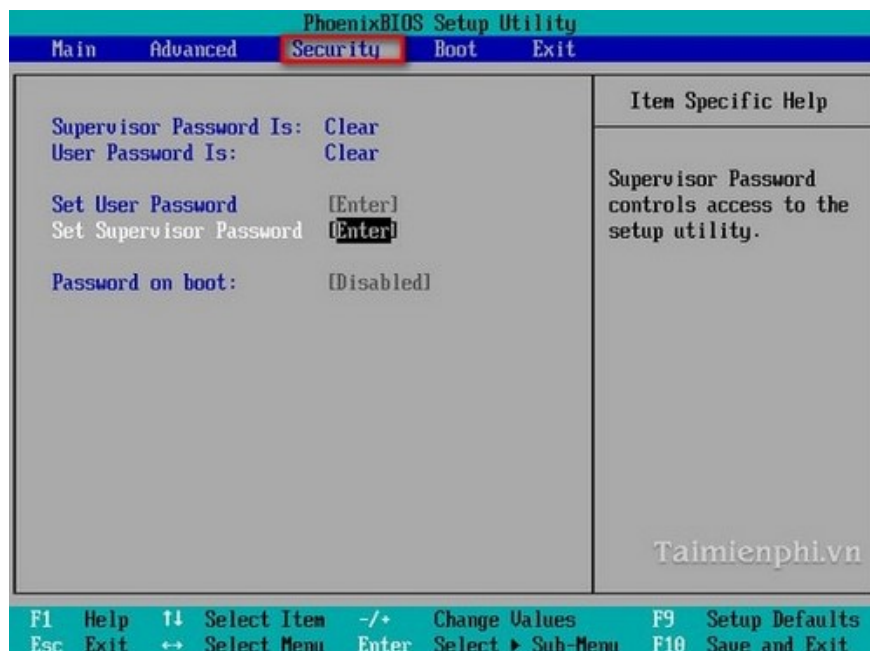 PhoenixBIOS Setup Utility
Main Advanced Security Boot Exit
Item Specific Help
Supervisor Password Is: Clear
User Password Is: Clear
Supervisor Password
controls access to the
setup utility.
Set User Password [Enter]
Set Supervisor Password [Enter]
Password on boot: [Disabled]
Taimienphi.vn
F1 Help ↑↓ Select Item -/+ Change Values F9 Setup Defaults
Esc Exit ↔ Select Menu Enter Select ▶ Sub-Menu F10 Save and Exit